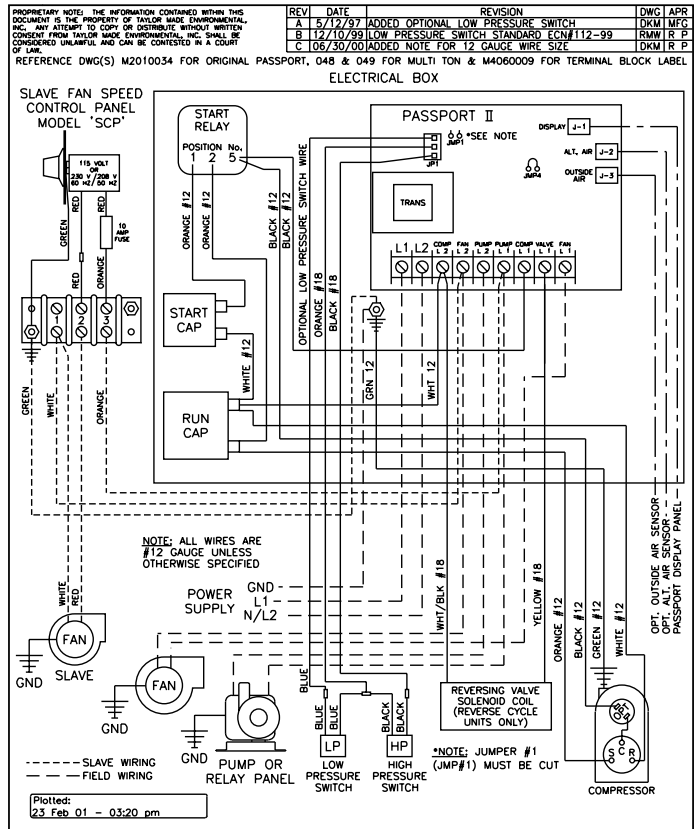 PROPRIETARY NOTE: THE INFORMATION CONTAINED WITHIN THIS
DOCUMENT IS THE PROPERTY OF TAYLOR MADE ENVIRONMENTAL,
INC. ANY ATTEMPT TO COPY OR DISTRIBUTE WITHOUT WRITTEN
CONSENT FROM TAYLOR MADE ENVIRONMENTAL, INC. SHALL BE
CONSIDERED UNLAWFUL AND CAN BE CONTESTED IN A COURT
OF LAW.
REV DATE REVISION DWG APR
A 5/12/97 ADDED OPTIONAL LOW PRESSURE SWITCH DKM MFG
B 12/10/99 LOW PRESSURE SWITCH STANDARD ECN#112-99 RMW R P
C 06/30/00 ADDED NOTE FOR 12 GAUGE WIRE SIZE DKM R P
REFERENCE DWG(S) M2010034 FOR ORIGINAL PASSPORT, 048 & 049 FOR MULTI TON & M4060009 FOR TERMINAL BLOCK LABEL
ELECTRICAL BOX
SLAVE FAN SPEED
CONTROL PANEL
MODEL 'SCP'
115 VOLT
OR
230 V /208 V
60 HZ/ 50 HZ
RED
RED
GREEN
10
AMP
FUSE
RED
ORANGE
1
2
3
GREEN
WHITE
ORANGE
START
RELAY
POSITION No.
1 2 5
ORANGE #12
ORANGE #12
BLACK #12
BLACK #12
OPTIONAL LOW PRESSURE SWITCH WIRE
ORANGE #18
BLACK #18
START
CAP
WHITE #12
RUN
CAP
PASSPORT II
JP1
JMP1
*SEE NOTE
JMP4
DISPLAY J-1
ALT. AIR J-2
OUTSIDE
AIR J-3
TRANS
L1 L2 COMP L2 FAN L2 PUMP L2 PUMP L1 COMP L1 VALVE L1 FAN L1
GRN 12
WHT 12
NOTE: ALL WIRES ARE
#12 GAUGE UNLESS
OTHERWISE SPECIFIED
POWER
SUPPLY
GND
L1
N/L2
WHT/BLK #18
YELLOW #18
ORANGE #12
BLACK #12
GREEN #12
WHITE #12
OPT. OUTSIDE AIR SENSOR
OPT. ALT. AIR SENSOR
PASSPORT DISPLAY PANEL
WHITE
RED
FAN
SLAVE
GND
FAN
GND
GND
PUMP OR
RELAY PANEL
BLUE
BLUE
BLUE
BLACK
BLACK
LP
HP
LOW
PRESSURE
SWITCH
HIGH
PRESSURE
SWITCH
REVERSING VALVE
SOLENOID COIL
(REVERSE CYCLE
UNITS ONLY)
*NOTE: JUMPER #1
(JMP#1) MUST BE CUT
S C R
COMPRESSOR
SLAVE WIRING
FIELD WIRING
Plotted:
23 Feb 01 - 03:20 pm